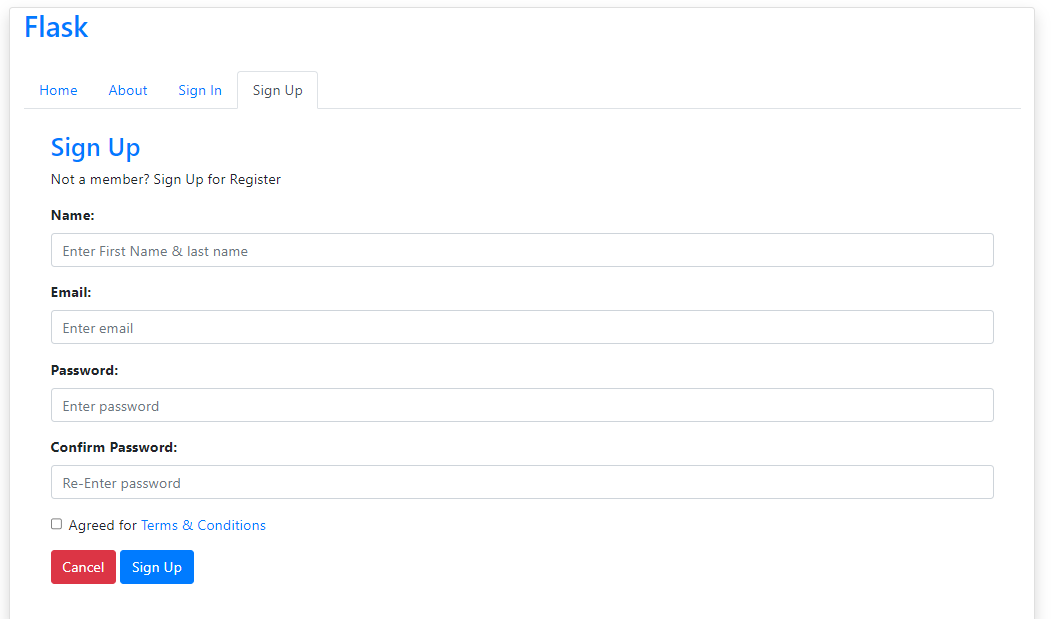 Flask
Home About Sign In Sign Up
Sign Up
Not a member? Sign Up for Register
Name:
Enter First Name & last name
Email:
Enter email
Password:
Enter password
Confirm Password:
Re-Enter password
Agreed for Terms & Conditions
Cancel Sign Up